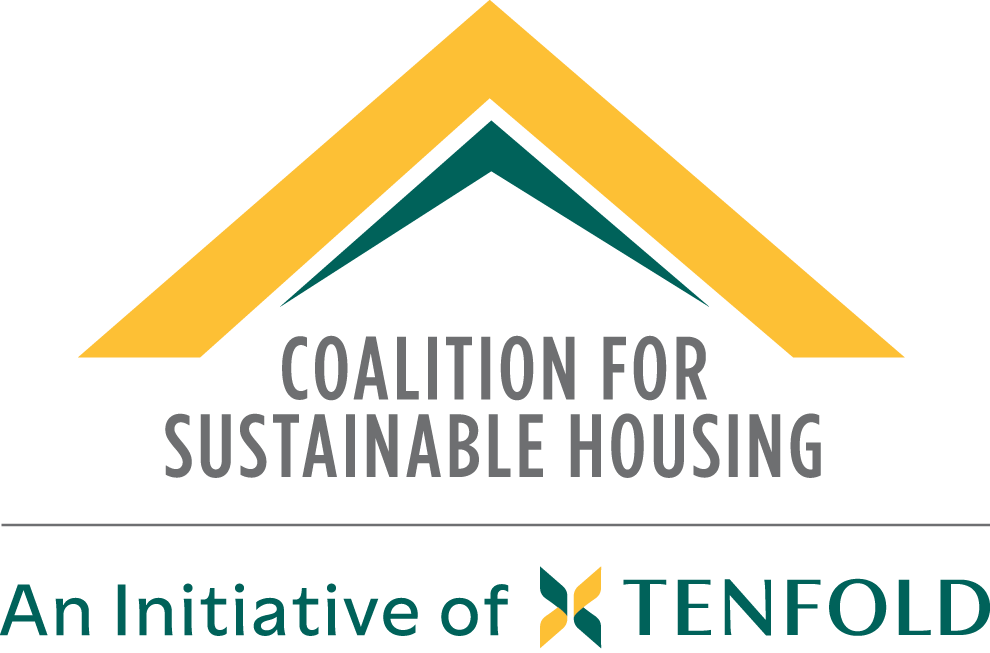 COALITION FOR
SUSTAINABLE HOUSING
An Initiative of TENFOLD